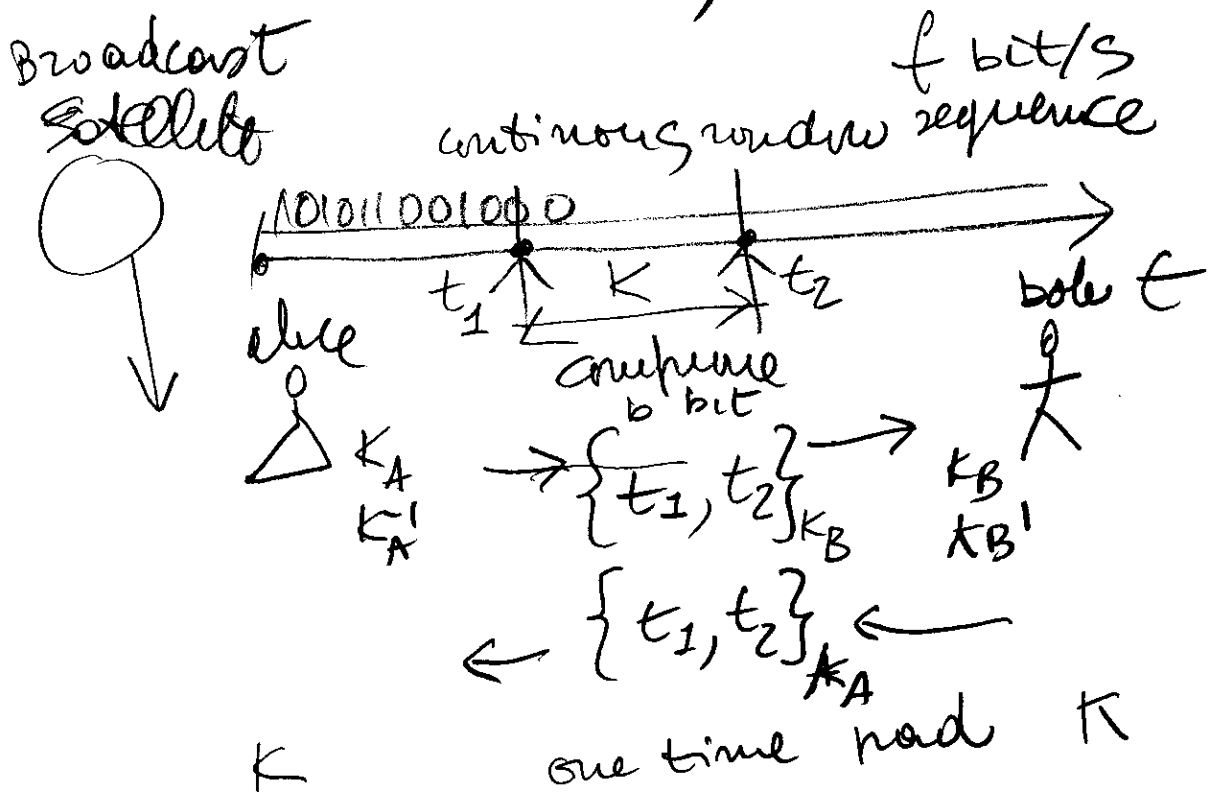 Broadcast
Satellite
f bit/s
continous random sequence
101011001000
t1 K t2
alice
bob t
b bit
KA
KA'
{t1, t2}KB
KB
KB'
{t1, t2}KA
K one time pad K